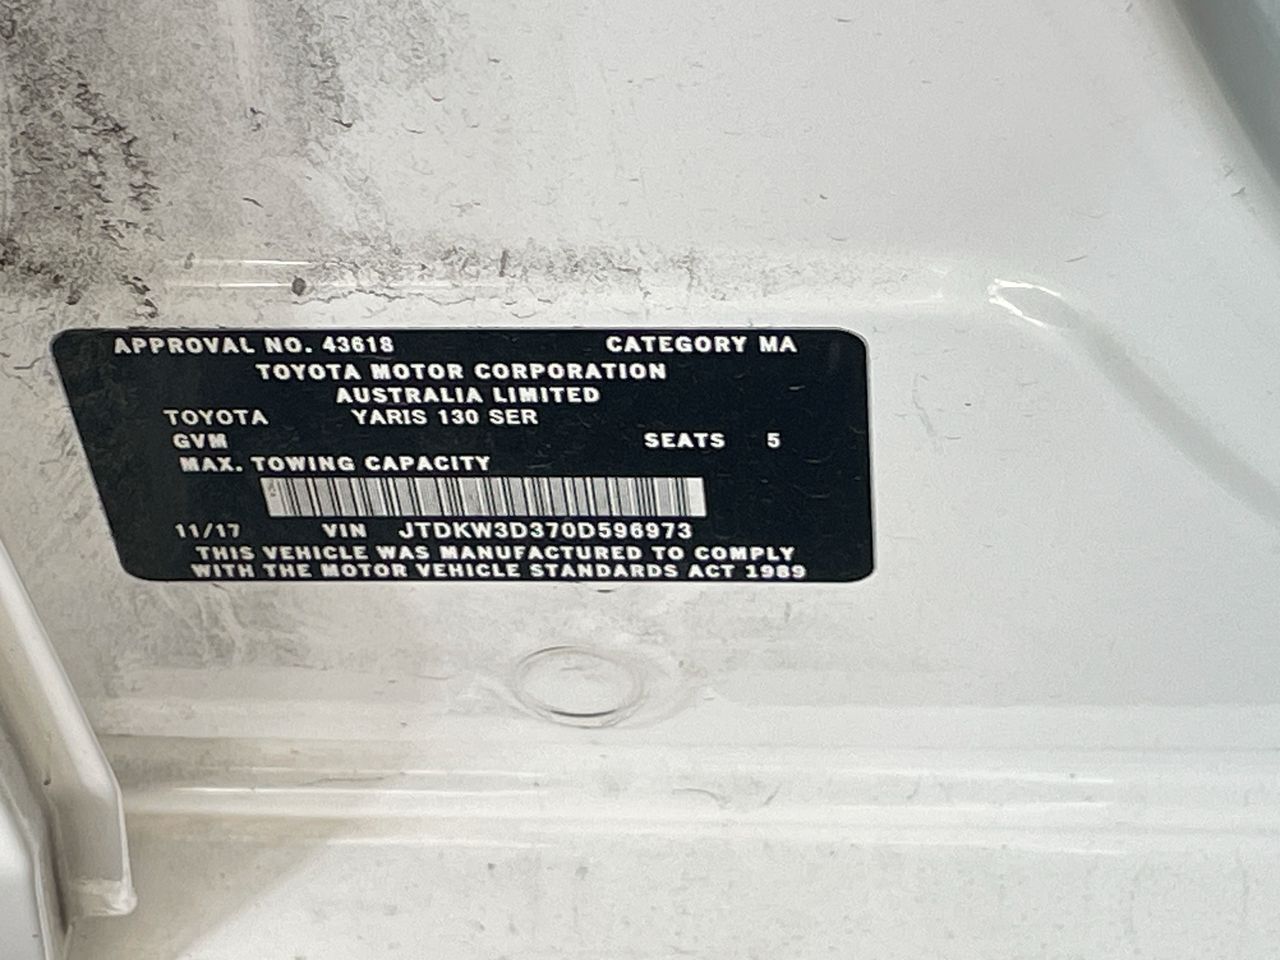 APPROVAL NO. 43618 CATEGORY MA
TOYOTA MOTOR CORPORATION
AUSTRALIA LIMITED
TOYOTA YARIS 130 SER
GVM SEATS 5
MAX. TOWING CAPACITY
11/17 VIN JTDKW3D370D596973
THIS VEHICLE WAS MANUFACTURED TO COMPLY
WITH THE MOTOR VEHICLE STANDARDS ACT 1989